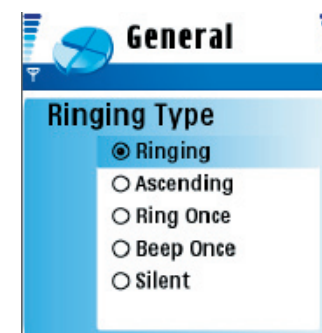 General
Ringing Type
Ringing
Ascending
Ring Once
Beep Once
Silent